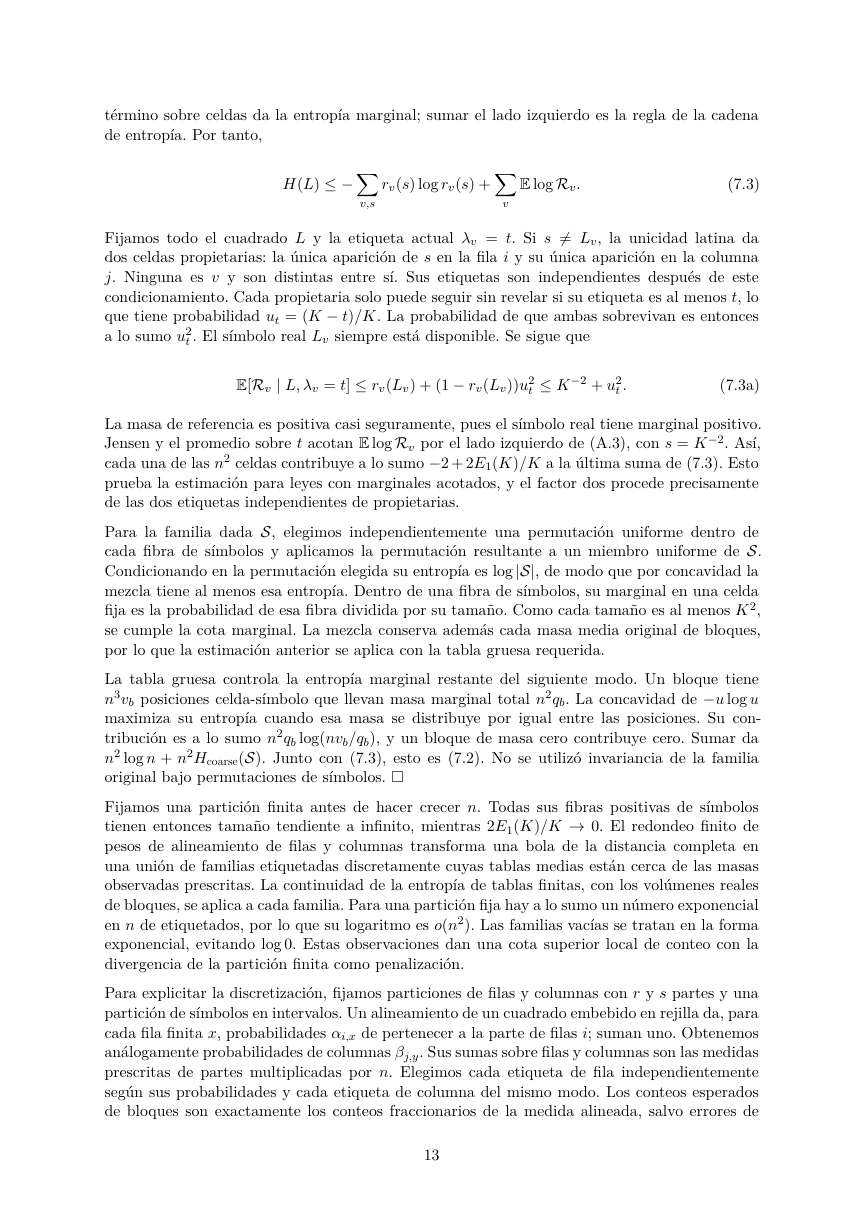 término sobre celdas da la entropía marginal; sumar el lado izquierdo es la regla de la cadena
de entropía. Por tanto,
H(L) ≤ − ∑_{v,s} r_v(s) log r_v(s) + ∑_v 𝔼 log ℛ_v. (7.3)
Fijamos todo el cuadrado L y la etiqueta actual λ_v = t. Si s ≠ L_v, la unicidad latina da
dos celdas propietarias: la única aparición de s en la fila i y su única aparición en la columna
j. Ninguna es v y son distintas entre sí. Sus etiquetas son independientes después de este
condicionamiento. Cada propietaria solo puede seguir sin revelar si su etiqueta es al menos t, lo
que tiene probabilidad u_t = (K − t)/K. La probabilidad de que ambas sobrevivan es entonces
a lo sumo u_t^2. El símbolo real L_v siempre está disponible. Se sigue que
𝔼[ℛ_v | L, λ_v = t] ≤ r_v(L_v) + (1 − r_v(L_v))u_t^2 ≤ K^{−2} + u_t^2. (7.3a)
La masa de referencia es positiva casi seguramente, pues el símbolo real tiene marginal positivo.
Jensen y el promedio sobre t acotan 𝔼 log ℛ_v por el lado izquierdo de (A.3), con s = K^{−2}. Así,
cada una de las n^2 celdas contribuye a lo sumo −2 + 2E_1(K)/K a la última suma de (7.3). Esto
prueba la estimación para leyes con marginales acotados, y el factor dos procede precisamente
de las dos etiquetas independientes de propietarias.
Para la familia dada 𝒮, elegimos independientemente una permutación uniforme dentro de
cada fibra de símbolos y aplicamos la permutación resultante a un miembro uniforme de 𝒮.
Condicionando en la permutación elegida su entropía es log |𝒮|, de modo que por concavidad la
mezcla tiene al menos esa entropía. Dentro de una fibra de símbolos, su marginal en una celda
fija es la probabilidad de esa fibra dividida por su tamaño. Como cada tamaño es al menos K^2,
se cumple la cota marginal. La mezcla conserva además cada masa media original de bloques,
por lo que la estimación anterior se aplica con la tabla gruesa requerida.
La tabla gruesa controla la entropía marginal restante del siguiente modo. Un bloque tiene
n^3v_b posiciones celda-símbolo que llevan masa marginal total n^2q_b. La concavidad de −u log u
maximiza su entropía cuando esa masa se distribuye por igual entre las posiciones. Su con-
tribución es a lo sumo n^2q_b log(nv_b/q_b), y un bloque de masa cero contribuye cero. Sumar da
n^2 log n + n^2H_{coarse}(𝒮). Junto con (7.3), esto es (7.2). No se utilizó invariancia de la familia
original bajo permutaciones de símbolos. □
Fijamos una partición finita antes de hacer crecer n. Todas sus fibras positivas de símbolos
tienen entonces tamaño tendiente a infinito, mientras 2E_1(K)/K → 0. El redondeo finito de
pesos de alineamiento de filas y columnas transforma una bola de la distancia completa en
una unión de familias etiquetadas discretamente cuyas tablas medias están cerca de las masas
observadas prescritas. La continuidad de la entropía de tablas finitas, con los volúmenes reales
de bloques, se aplica a cada familia. Para una partición fija hay a lo sumo un número exponencial
en n de etiquetados, por lo que su logaritmo es o(n^2). Las familias vacías se tratan en la forma
exponencial, evitando log 0. Estas observaciones dan una cota superior local de conteo con la
divergencia de la partición finita como penalización.
Para explicitar la discretización, fijamos particiones de filas y columnas con r y s partes y una
partición de símbolos en intervalos. Un alineamiento de un cuadrado embebido en rejilla da, para
cada fila finita x, probabilidades α_{i,x} de pertenecer a la parte de filas i; suman uno. Obtenemos
análogamente probabilidades de columnas β_{j,y}. Sus sumas sobre filas y columnas son las medidas
prescritas de partes multiplicadas por n. Elegimos cada etiqueta de fila independientemente
según sus probabilidades y cada etiqueta de columna del mismo modo. Los conteos esperados
de bloques son exactamente los conteos fraccionarios de la medida alineada, salvo errores de
13